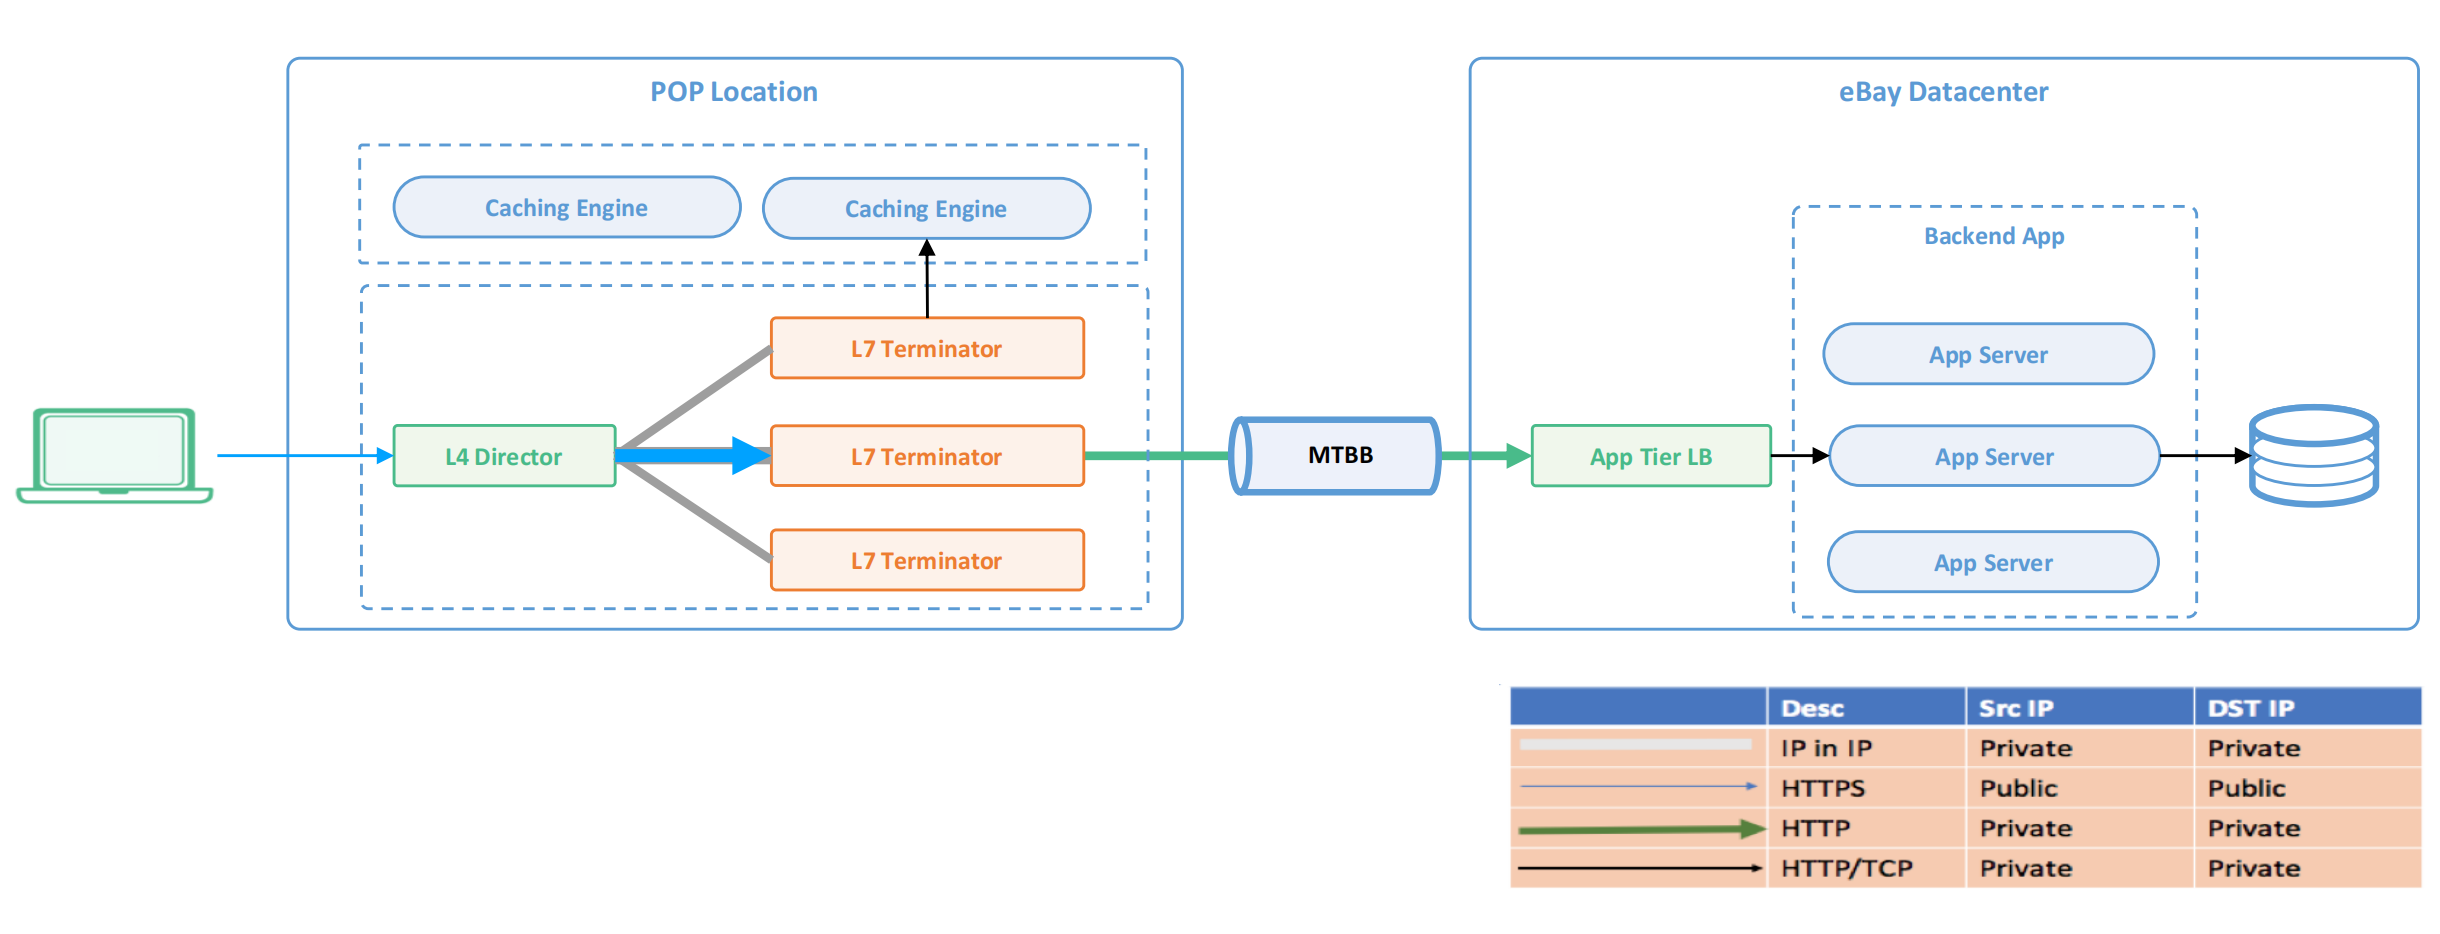 POP Location
Caching Engine
Caching Engine
L7 Terminator
L4 Director
L7 Terminator
L7 Terminator
MTBB
eBay Datacenter
Backend App
App Server
App Tier LB
App Server
App Server
Desc Src IP DST IP
IP in IP Private Private
HTTPS Public Public
HTTP Private Private
HTTP/TCP Private Private